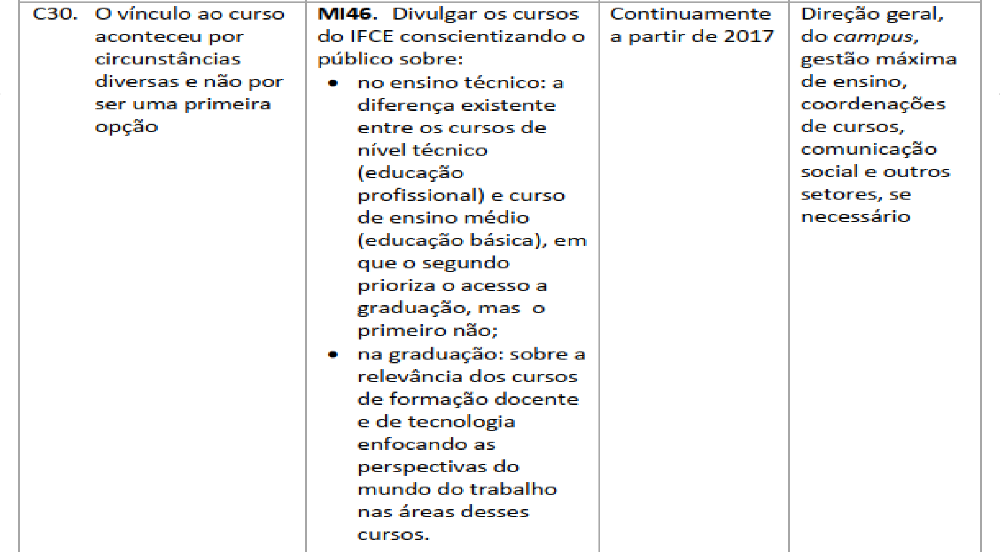 C30. O vínculo ao curso
aconteceu por
circunstâncias
diversas e não por
ser uma primeira
opção
MI46. Divulgar os cursos
do IFCE conscientizando o
público sobre:
• no ensino técnico: a
diferença existente
entre os cursos de
nível técnico
(educação
profissional) e curso
de ensino médio
(educação básica), em
que o segundo
prioriza o acesso a
graduação, mas o
primeiro não;
• na graduação: sobre a
relevância dos cursos
de formação docente
e de tecnologia
enfocando as
perspectivas do
mundo do trabalho
nas áreas desses
cursos.
Continuamente
a partir de 2017
Direção geral,
do campus,
gestão máxima
de ensino,
coordenações
de cursos,
comunicação
social e outros
setores, se
necessário